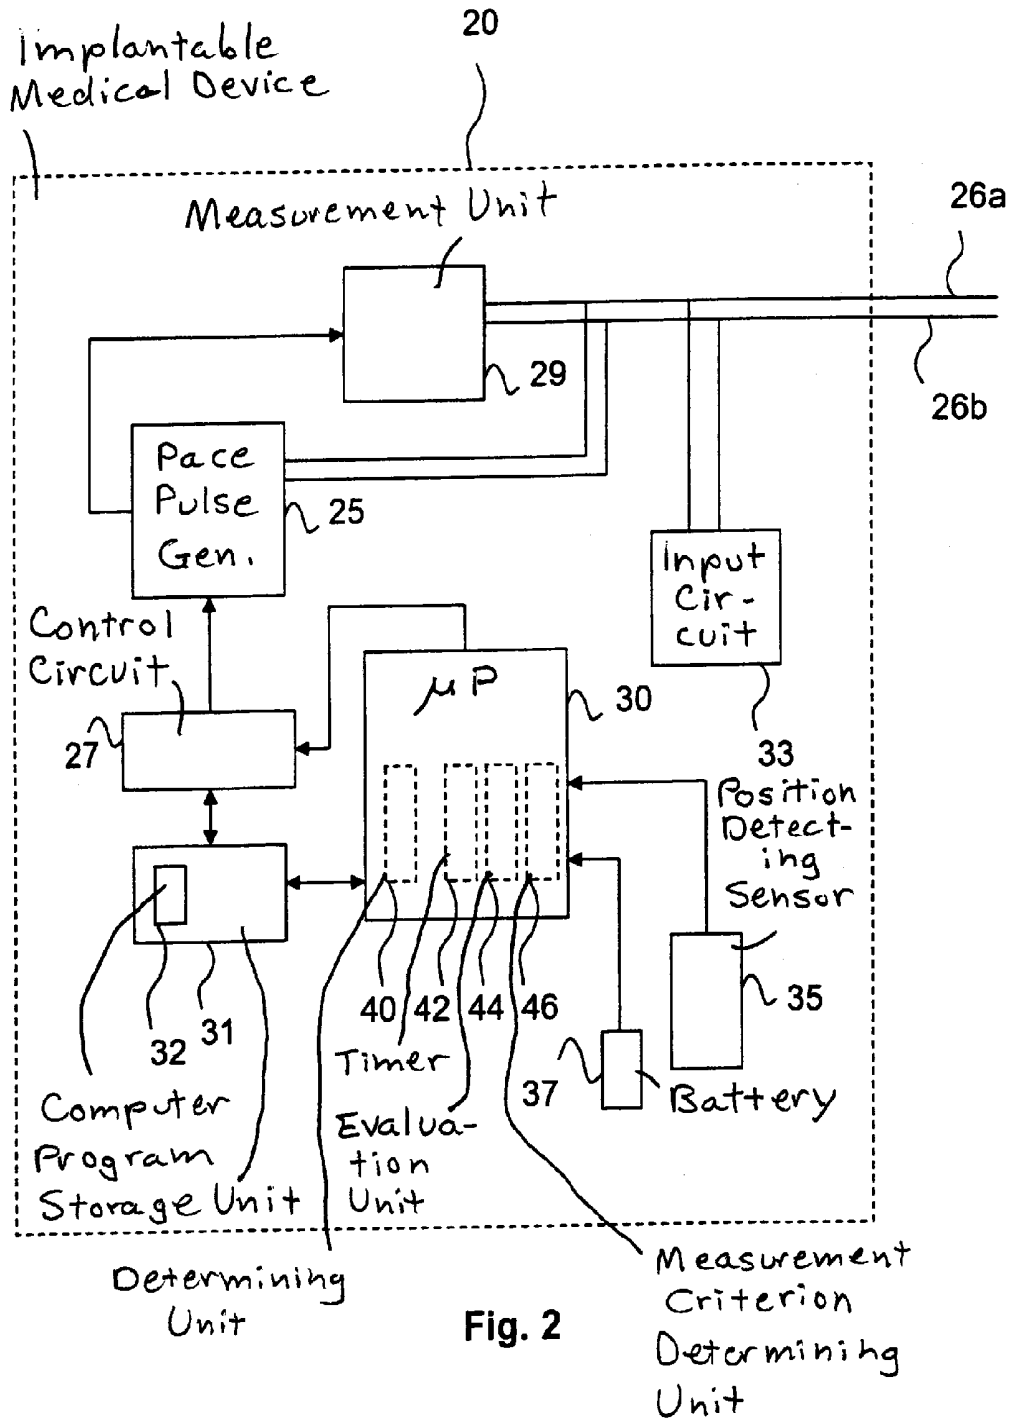 Implantable
Medical Device
20
Measurement Unit
26a
29
26b
Pace
Pulse
Gen.
25
Input
Cir-
cuit
Control
Circuit
μP
30
27
33
Position
Detect-
ing
Sensor
35
40
42
44
46
32
31
Timer
37
Battery
Computer
Program
Storage Unit
Evalua-
tion
Unit
Determining
Unit
Measurement
Criterion
Determining
Unit
Fig. 2